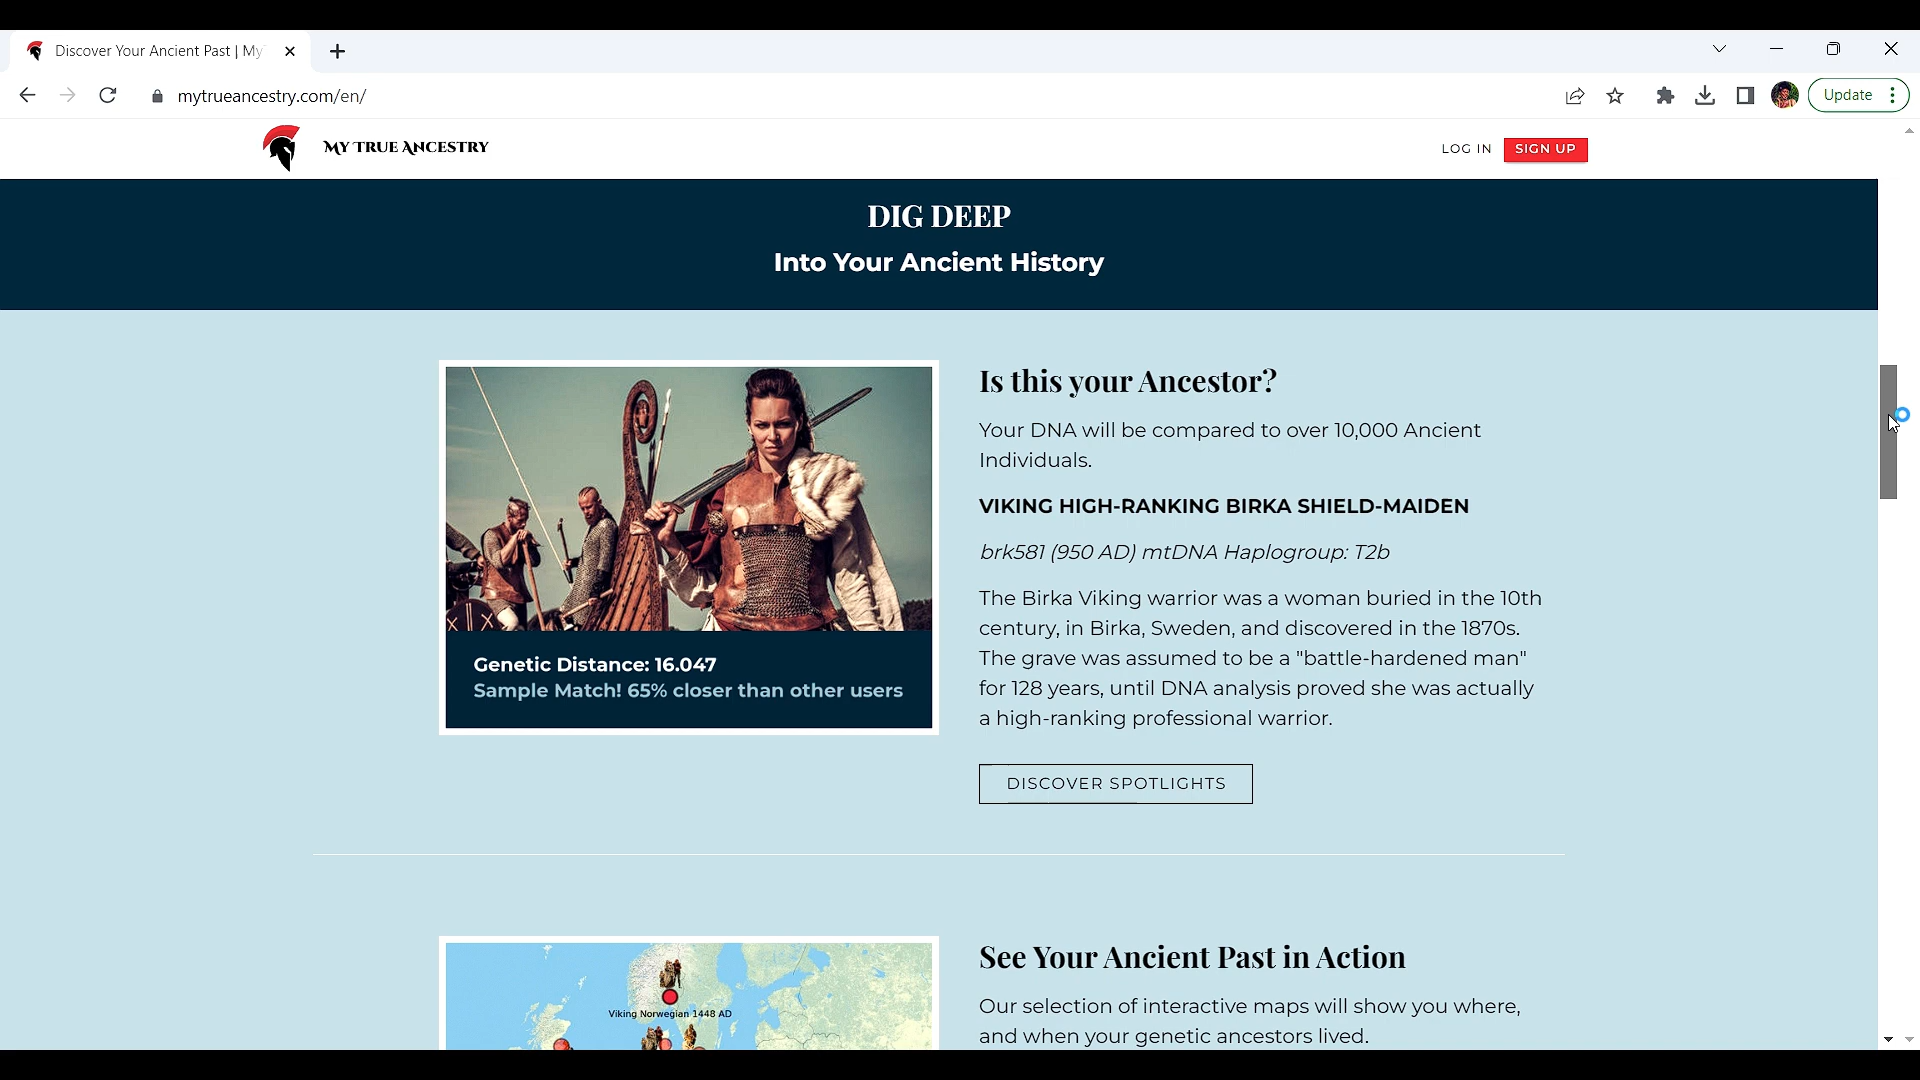 Discover Your Ancient Past | My
mytrueancestry.com/en/
Update
MY TRUE ANCESTRY
LOG IN
SIGN UP
DIG DEEP
Into Your Ancient History
Is this your Ancestor?
Your DNA will be compared to over 10,000 Ancient
Individuals.
VIKING HIGH-RANKING BIRKA SHIELD-MAIDEN
brk581 (950 AD) mtDNA Haplogroup: T2b
The Birka Viking warrior was a woman buried in the 10th
century, in Birka, Sweden, and discovered in the 1870s.
The grave was assumed to be a "battle-hardened man"
for 128 years, until DNA analysis proved she was actually
a high-ranking professional warrior.
Genetic Distance: 16.047
Sample Match! 65% closer than other users
DISCOVER SPOTLIGHTS
Viking Norwegian 1448 AD
See Your Ancient Past in Action
Our selection of interactive maps will show you where,
and when your genetic ancestors lived.